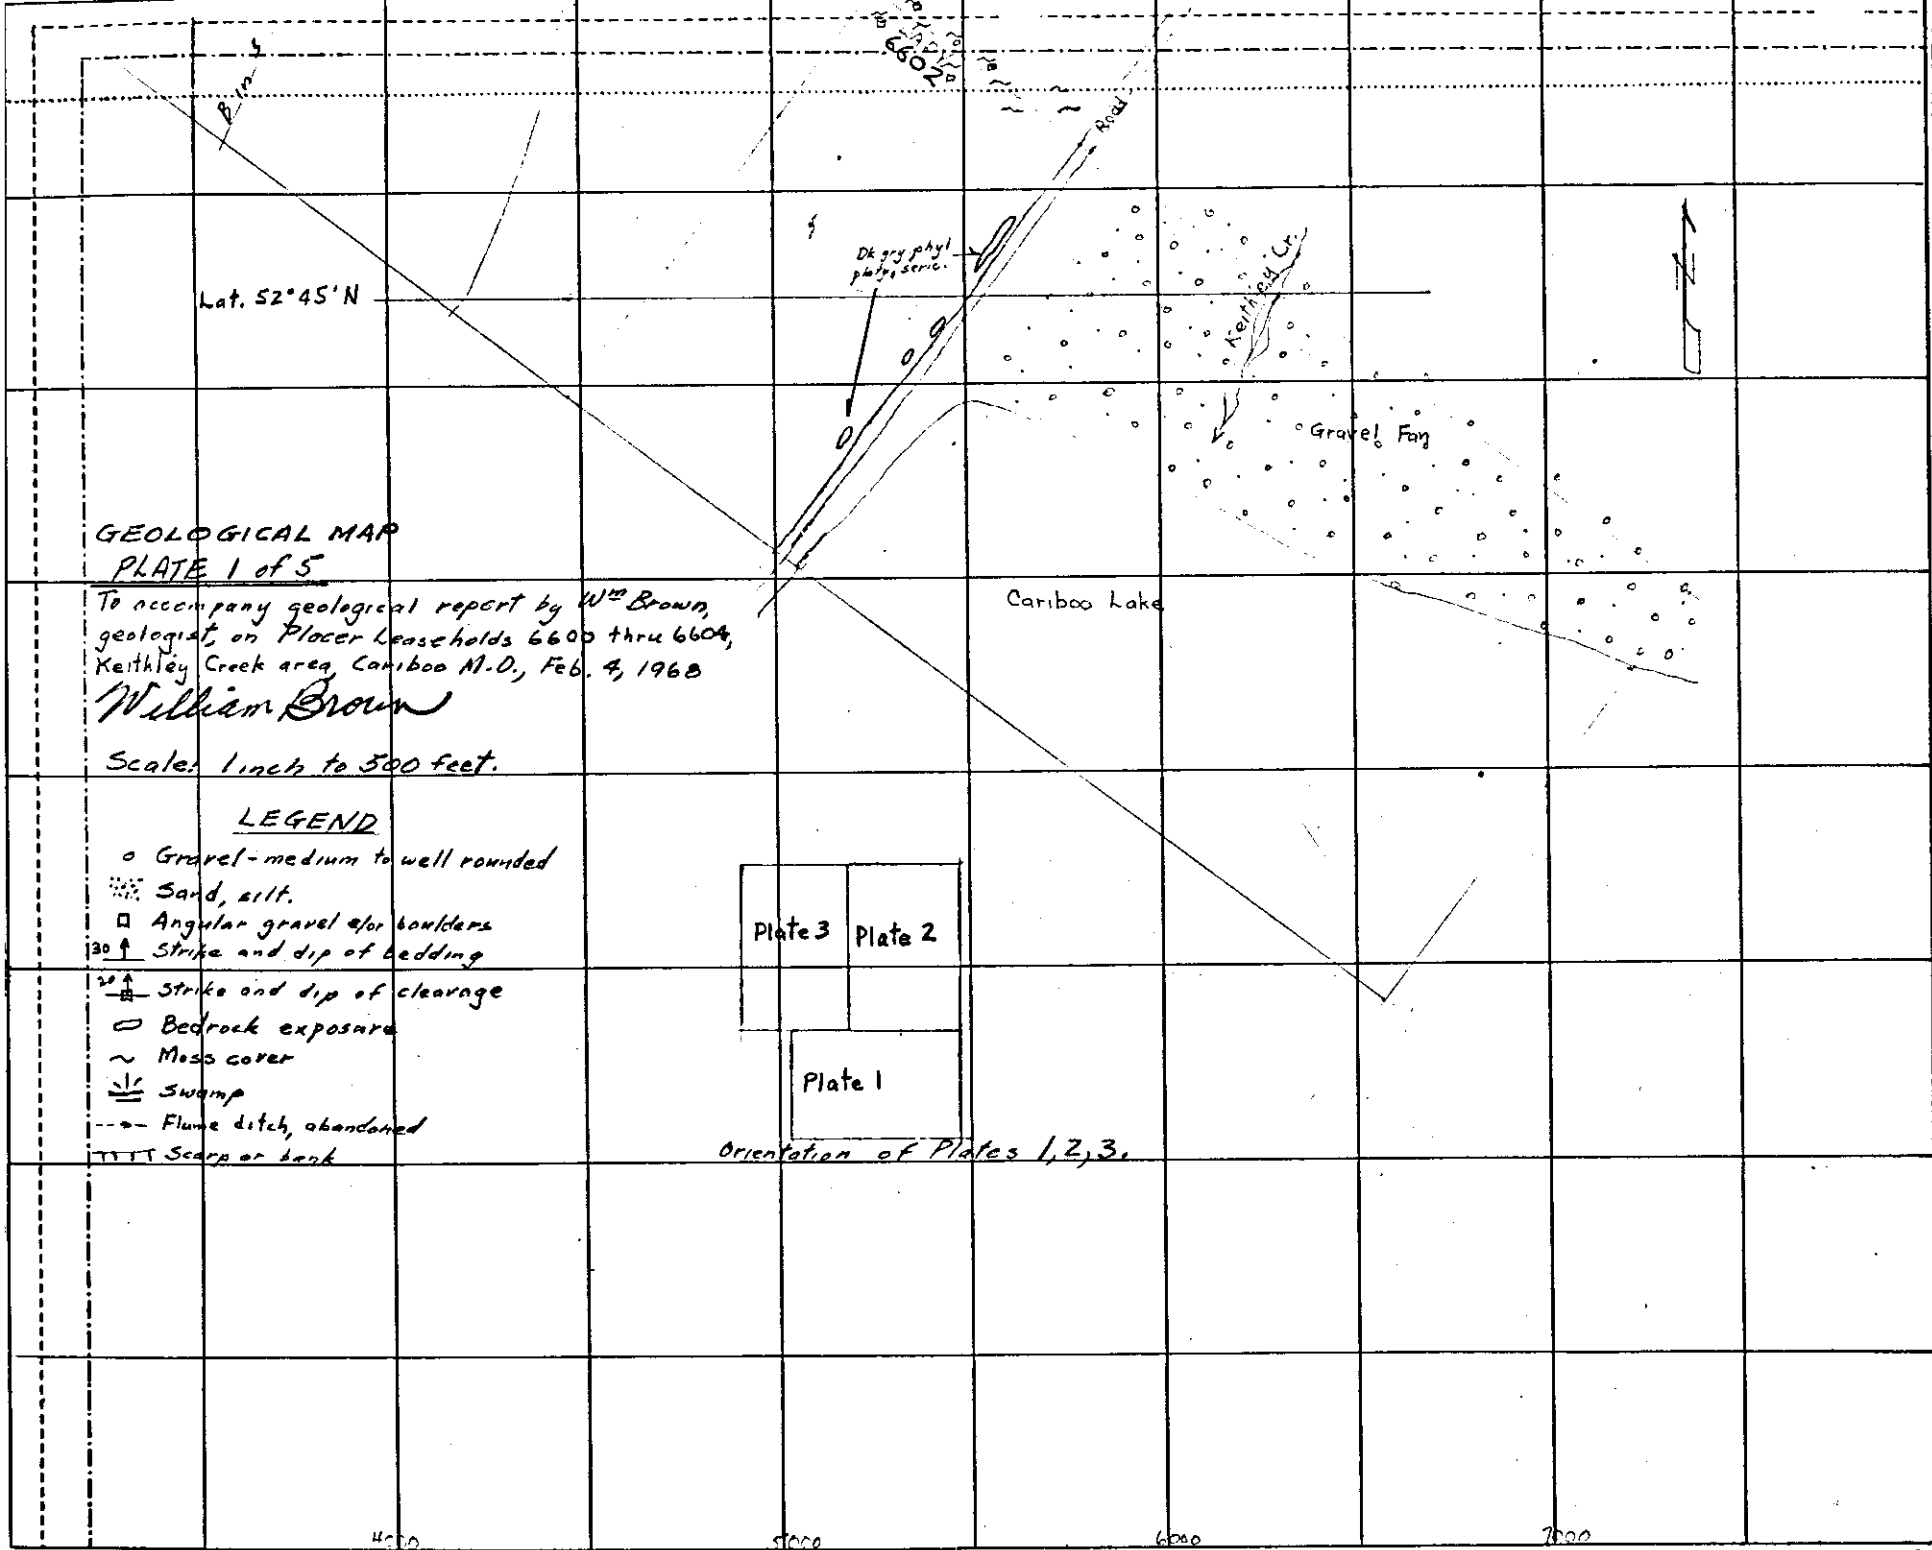 6602
Road
Dk gry phyl
platy, seric.
Keithley Cr.
Lat. 52°45'N
Gravel Fan
GEOLOGICAL MAP
PLATE 1 of 5
To accompany geological report by Wm Brown,
geologist, on Placer Leaseholds 6600 thru 6604,
Keithley Creek area, Cariboo M.D., Feb. 4, 1968
William Brown
Scale: 1 inch to 500 feet.
Cariboo Lake
LEGEND
Gravel-medium to well rounded
Sand, silt.
Angular gravel &/or boulders
30 Strike and dip of bedding
20 Strike and dip of cleavage
Bedrock exposure
Moss cover
Swamp
Flume ditch, abandoned
Scarp or bank
Plate 3 Plate 2
Plate 1
Orientation of Plates 1, 2, 3.
4000 5000 6000 7000